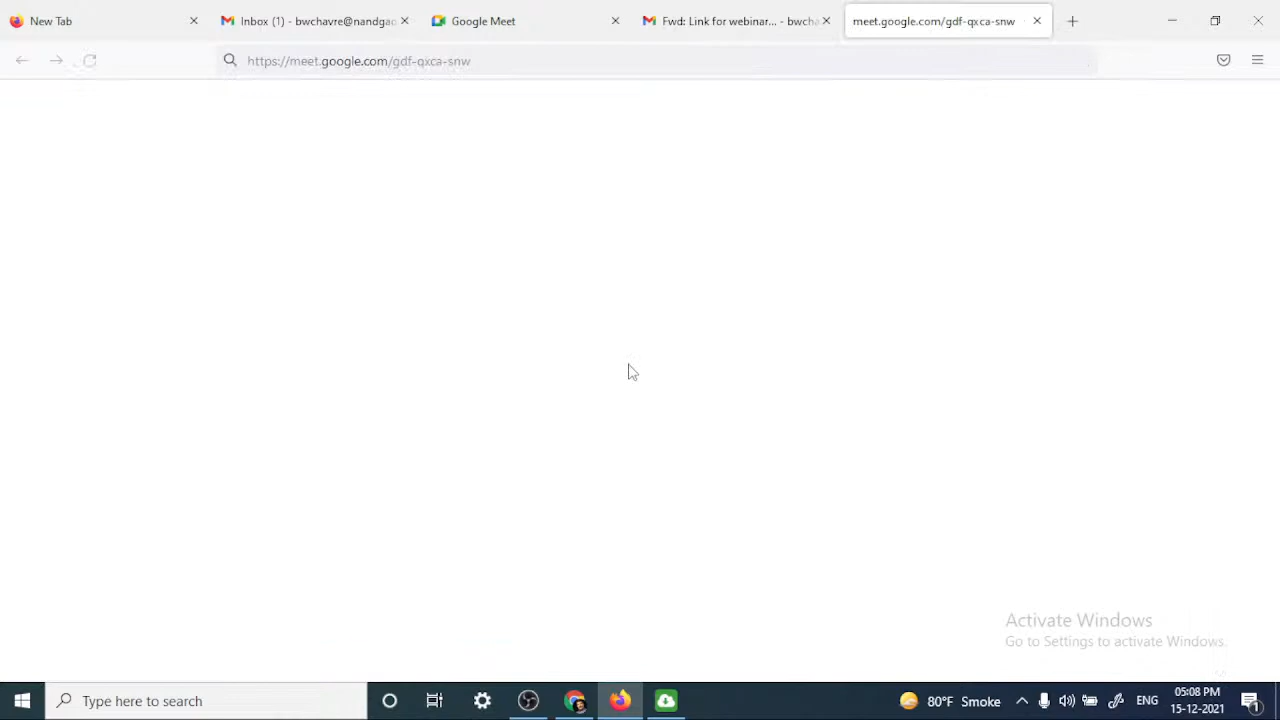 New Tab
Inbox (1) - bwchavre@nandgao
Google Meet
Fwd: Link for webinar... - bwcha
meet.google.com/gdf-qxca-snw
https://meet.google.com/gdf-qxca-snw
Activate Windows
Go to Settings to activate Windows.
Type here to search
80°F Smoke
ENG
05:08 PM
15-12-2021
1